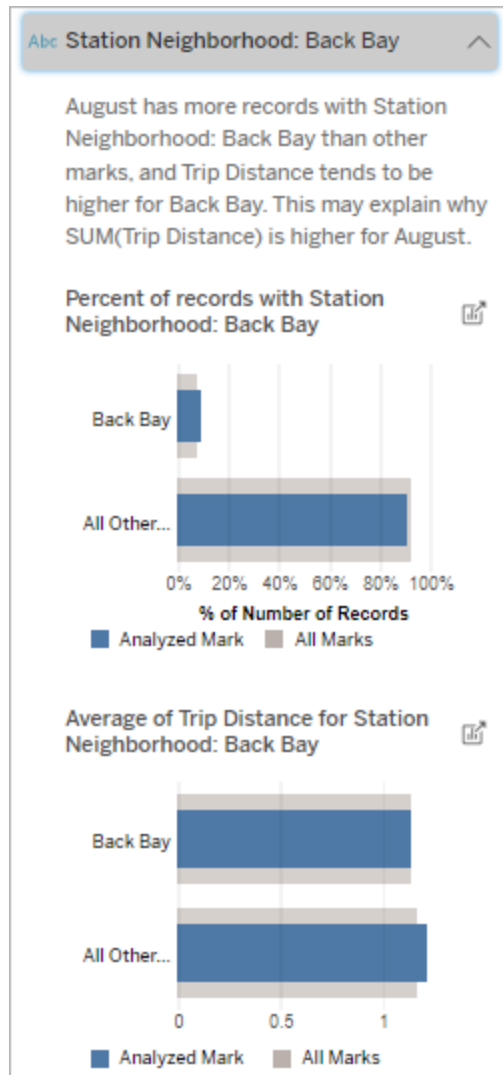 Abc Station Neighborhood: Back Bay
August has more records with Station
Neighborhood: Back Bay than other
marks, and Trip Distance tends to be
higher for Back Bay. This may explain why
SUM(Trip Distance) is higher for August.
Percent of records with Station
Neighborhood: Back Bay
Back Bay
All Other...
0% 20% 40% 60% 80% 100%
% of Number of Records
Analyzed Mark All Marks
Average of Trip Distance for Station
Neighborhood: Back Bay
Back Bay
All Other...
0 0.5 1
Analyzed Mark All Marks